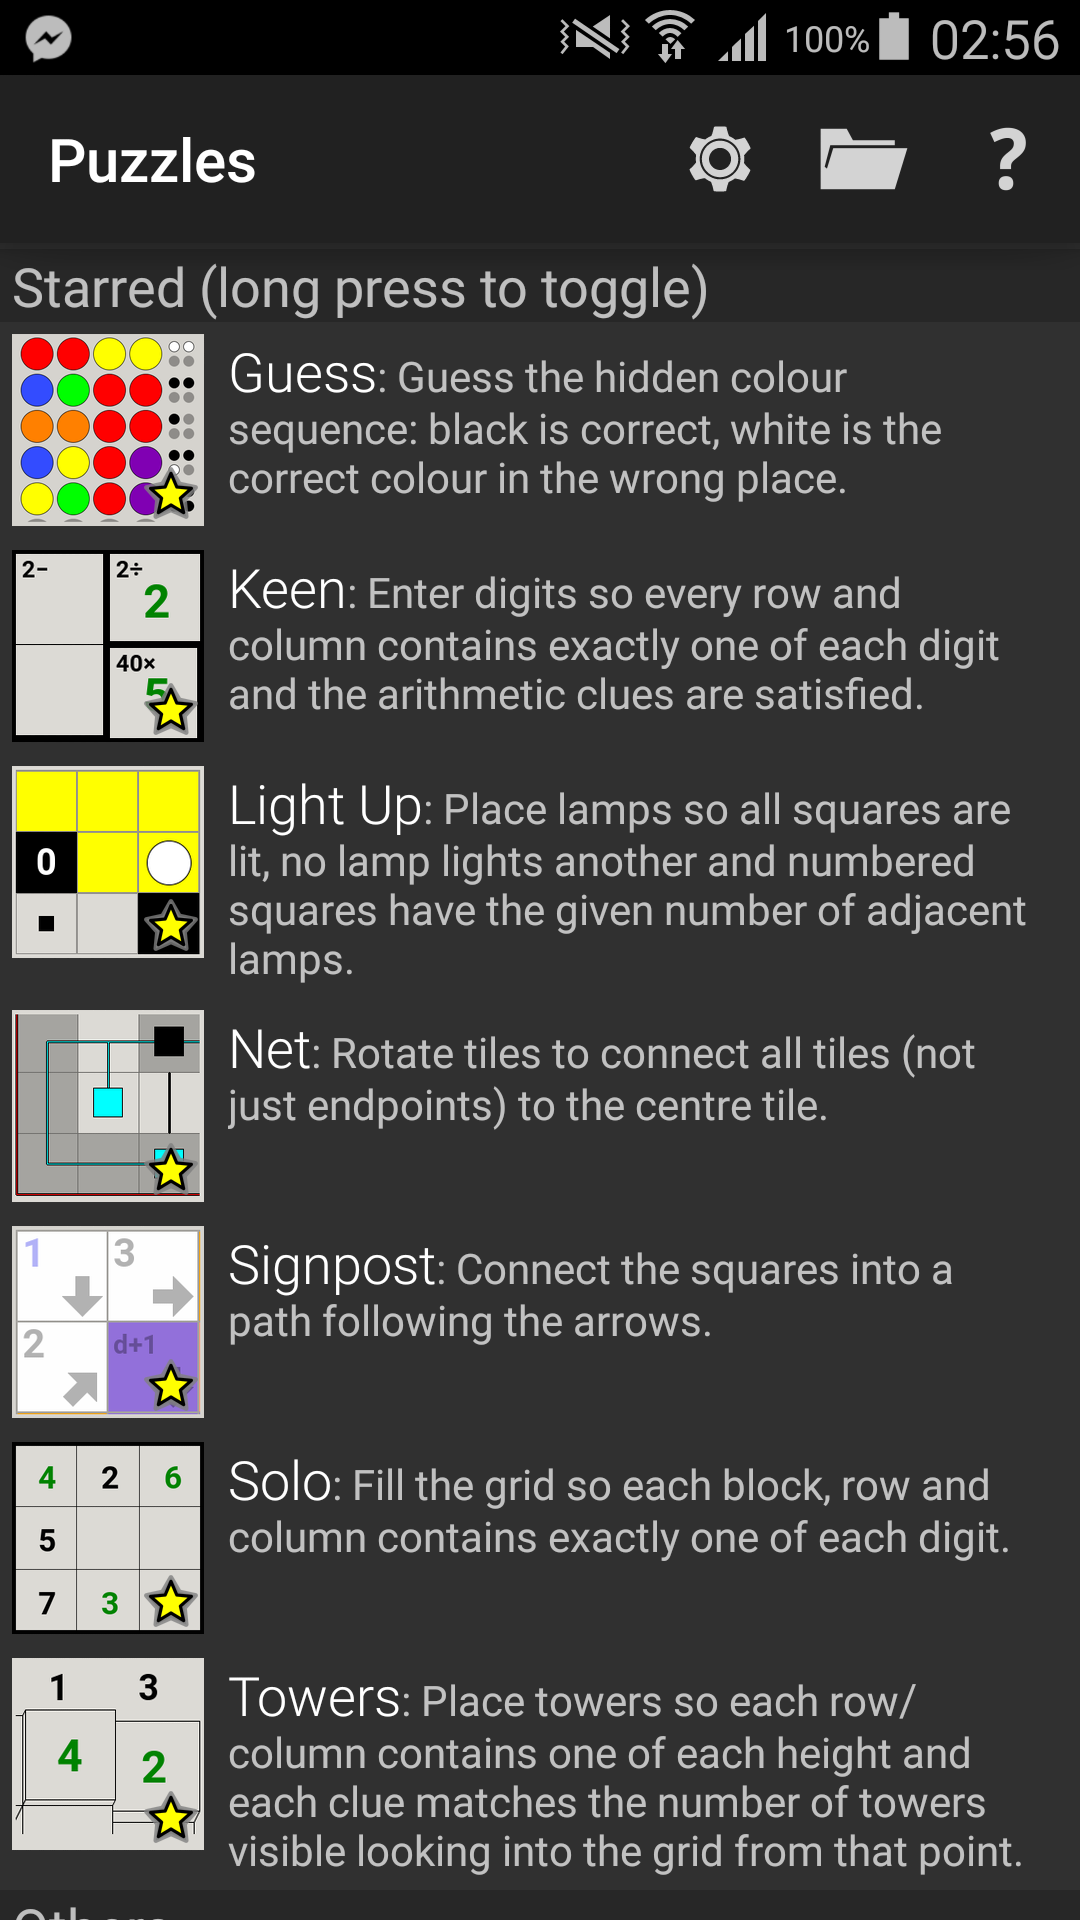 100% 02:56
Puzzles
?
Starred (long press to toggle)
Guess: Guess the hidden colour
sequence: black is correct, white is the
correct colour in the wrong place.
2− 2÷
2
40×
5
Keen: Enter digits so every row and
column contains exactly one of each digit
and the arithmetic clues are satisfied.
0
Light Up: Place lamps so all squares are
lit, no lamp lights another and numbered
squares have the given number of adjacent
lamps.
Net: Rotate tiles to connect all tiles (not
just endpoints) to the centre tile.
1 3
2 d+1
Signpost: Connect the squares into a
path following the arrows.
4 2 6
5
7 3
Solo: Fill the grid so each block, row and
column contains exactly one of each digit.
1 3
4 2
Towers: Place towers so each row/
column contains one of each height and
each clue matches the number of towers
visible looking into the grid from that point.
Others